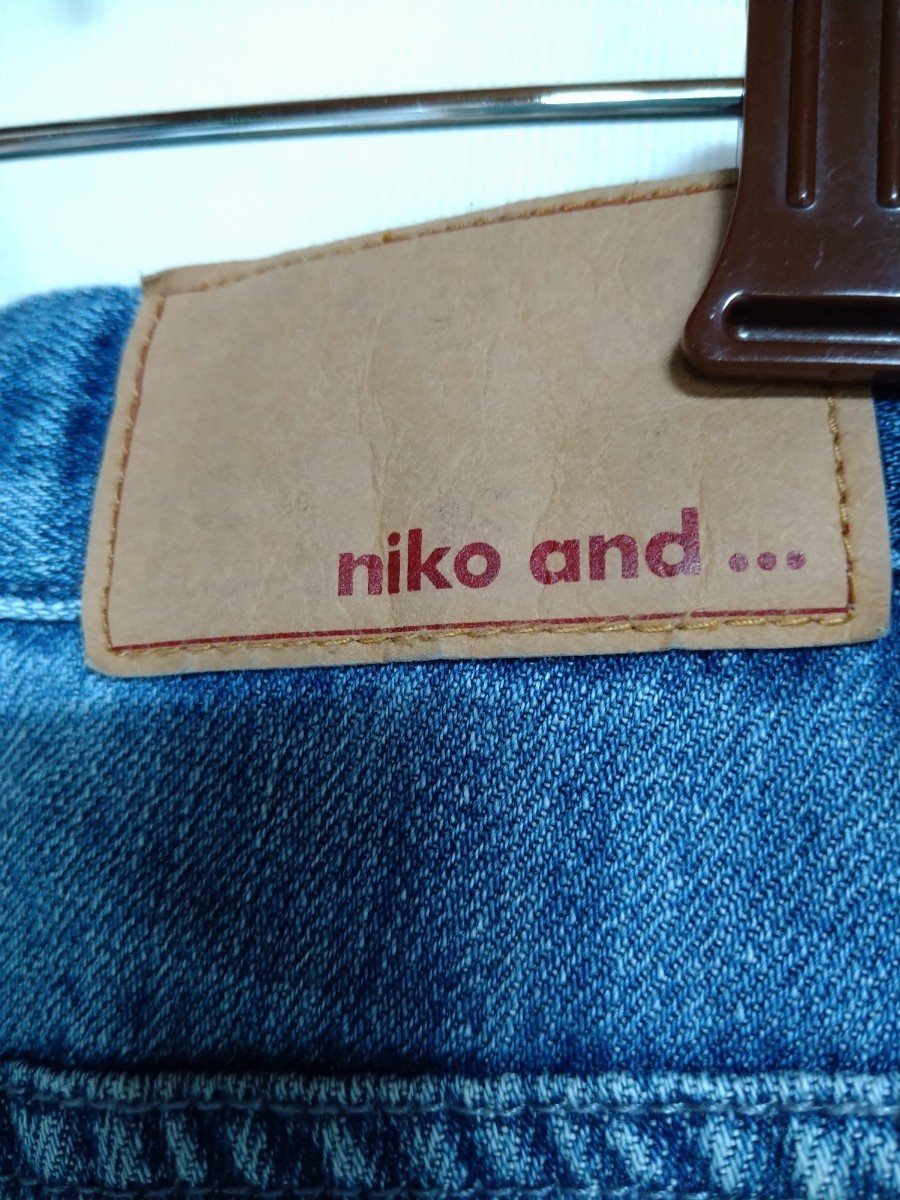 niko and ...